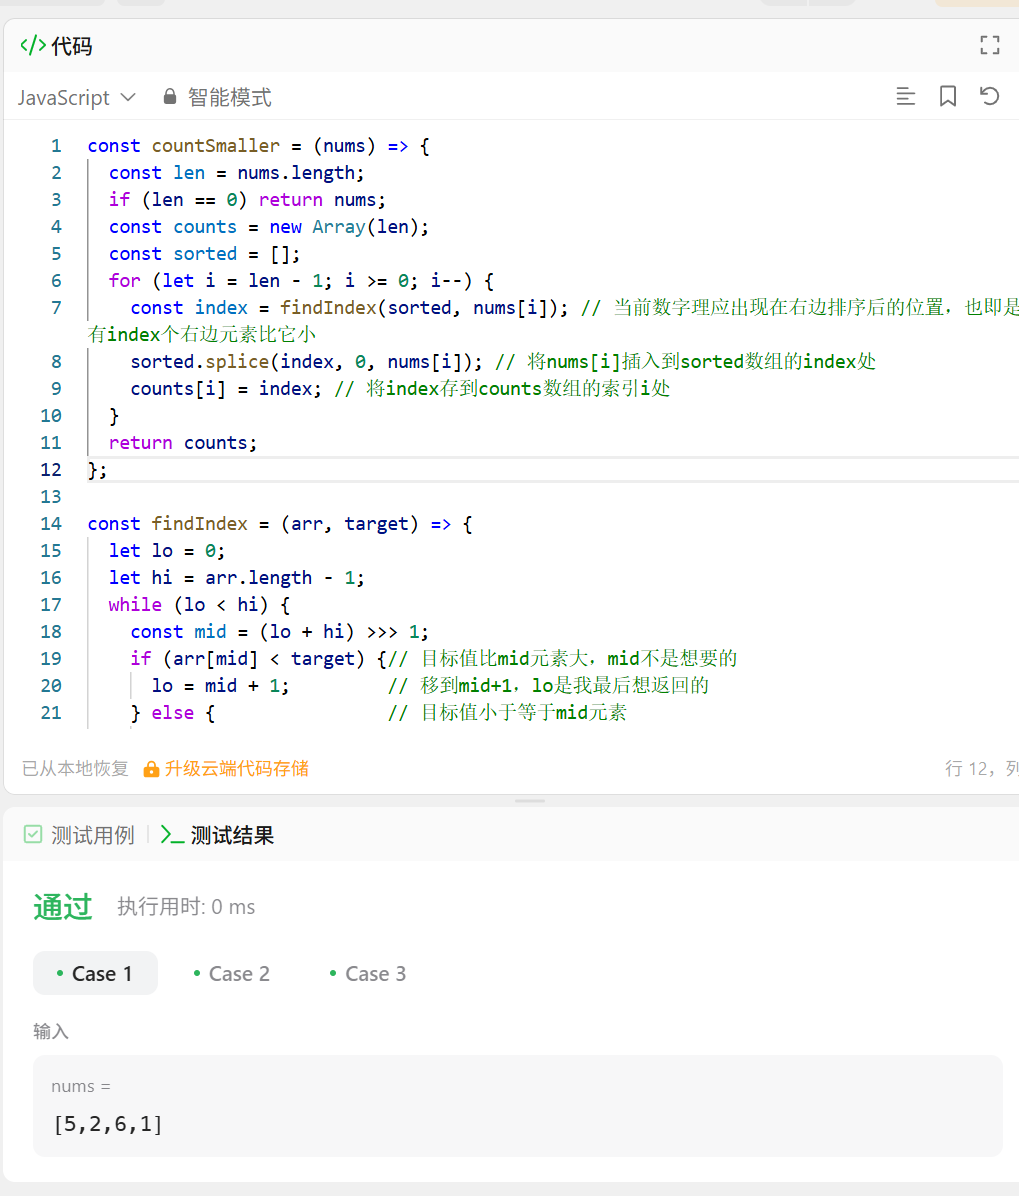 </> 代码
JavaScript 智能模式
1 const countSmaller = (nums) => {
2 const len = nums.length;
3 if (len == 0) return nums;
4 const counts = new Array(len);
5 const sorted = [];
6 for (let i = len - 1; i >= 0; i--) {
7 const index = findIndex(sorted, nums[i]); // 当前数字理应出现在右边排序后的位置，也即是
有index个右边元素比它小
8 sorted.splice(index, 0, nums[i]); // 将nums[i]插入到sorted数组的index处
9 counts[i] = index; // 将index存到counts数组的索引i处
10 }
11 return counts;
12 };
13
14 const findIndex = (arr, target) => {
15 let lo = 0;
16 let hi = arr.length - 1;
17 while (lo < hi) {
18 const mid = (lo + hi) >>> 1;
19 if (arr[mid] < target) {// 目标值比mid元素大，mid不是想要的
20 lo = mid + 1; // 移到mid+1，lo是我最后想返回的
21 } else { // 目标值小于等于mid元素
已从本地恢复 升级云端代码存储 行 12，列
测试用例 >_ 测试结果
通过 执行用时: 0 ms
• Case 1 • Case 2 • Case 3
输入
nums =
[5,2,6,1]